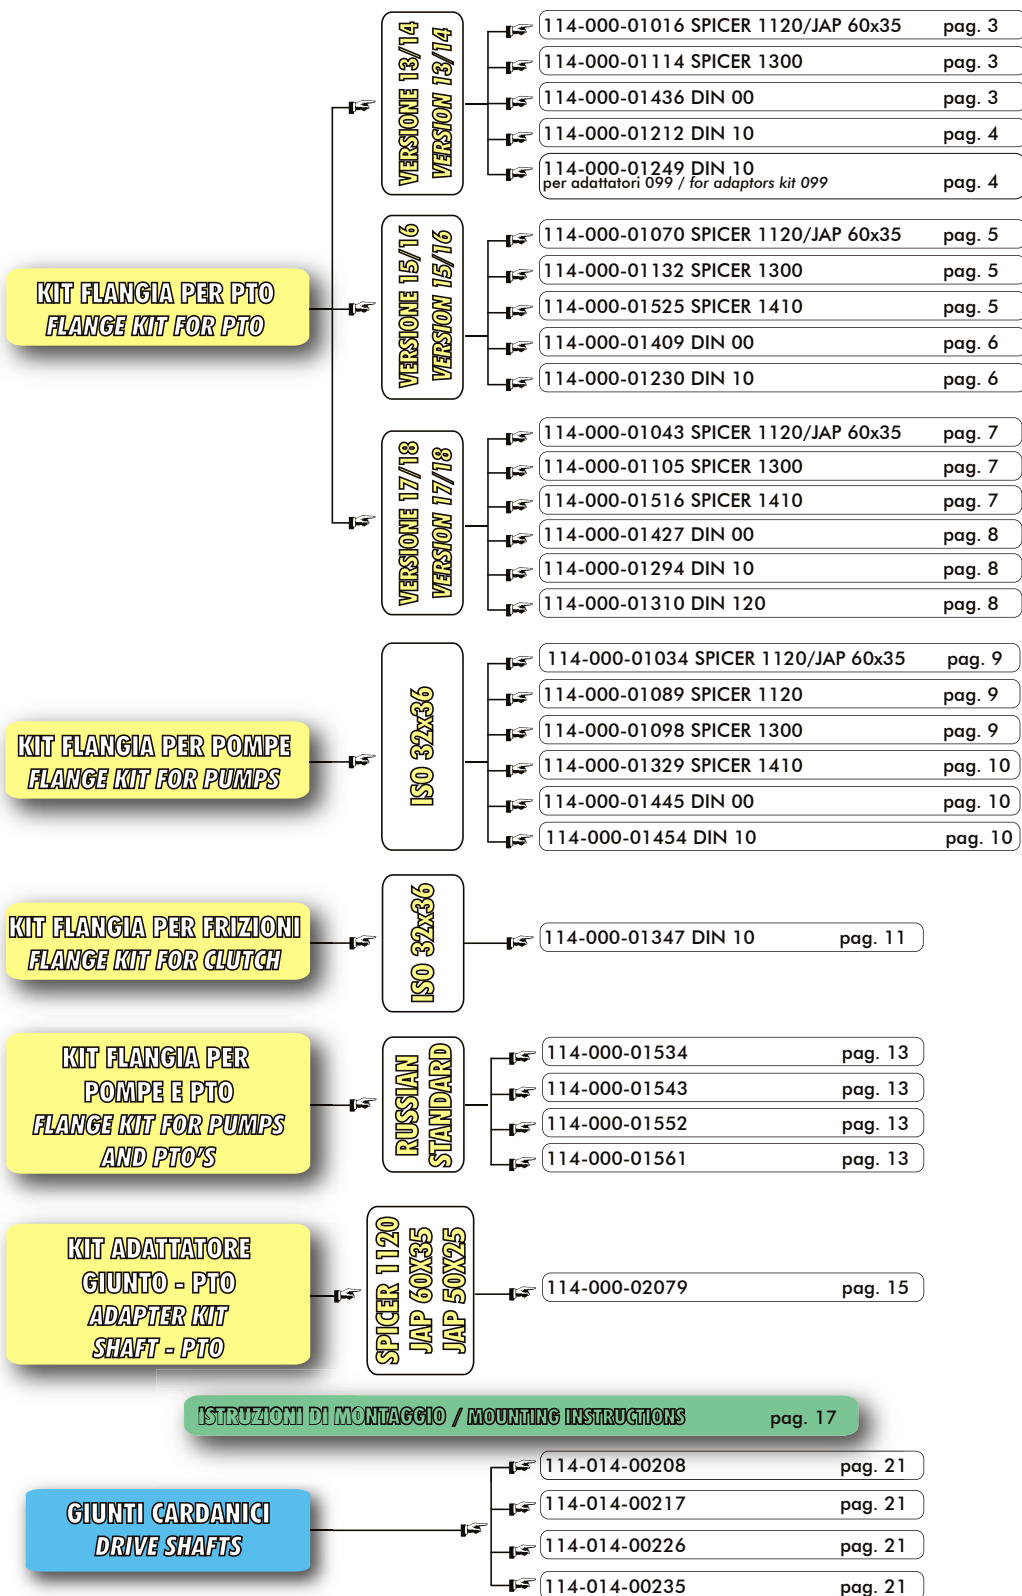 KIT FLANGIA PER PTO
FLANGE KIT FOR PTO
VERSIONE 13/14
VERSION 13/14
114-000-01016 SPICER 1120/JAP 60x35 pag. 3
114-000-01114 SPICER 1300 pag. 3
114-000-01436 DIN 00 pag. 3
114-000-01212 DIN 10 pag. 4
114-000-01249 DIN 10
per adattatori 099 / for adaptors kit 099 pag. 4
VERSIONE 15/16
VERSION 15/16
114-000-01070 SPICER 1120/JAP 60x35 pag. 5
114-000-01132 SPICER 1300 pag. 5
114-000-01525 SPICER 1410 pag. 5
114-000-01409 DIN 00 pag. 6
114-000-01230 DIN 10 pag. 6
VERSIONE 17/18
VERSION 17/18
114-000-01043 SPICER 1120/JAP 60x35 pag. 7
114-000-01105 SPICER 1300 pag. 7
114-000-01516 SPICER 1410 pag. 7
114-000-01427 DIN 00 pag. 8
114-000-01294 DIN 10 pag. 8
114-000-01310 DIN 120 pag. 8
KIT FLANGIA PER POMPE
FLANGE KIT FOR PUMPS
ISO 32x36
114-000-01034 SPICER 1120/JAP 60x35 pag. 9
114-000-01089 SPICER 1120 pag. 9
114-000-01098 SPICER 1300 pag. 9
114-000-01329 SPICER 1410 pag. 10
114-000-01445 DIN 00 pag. 10
114-000-01454 DIN 10 pag. 10
KIT FLANGIA PER FRIZIONI
FLANGE KIT FOR CLUTCH
ISO 32x36
114-000-01347 DIN 10 pag. 11
KIT FLANGIA PER
POMPE E PTO
FLANGE KIT FOR PUMPS
AND PTO'S
RUSSIAN
STANDARD
114-000-01534 pag. 13
114-000-01543 pag. 13
114-000-01552 pag. 13
114-000-01561 pag. 13
KIT ADATTATORE
GIUNTO - PTO
ADAPTER KIT
SHAFT - PTO
SPICER 1120
JAP 60X35
JAP 50X25
114-000-02079 pag. 15
ISTRUZIONI DI MONTAGGIO / MOUNTING INSTRUCTIONS pag. 17
GIUNTI CARDANICI
DRIVE SHAFTS
114-014-00208 pag. 21
114-014-00217 pag. 21
114-014-00226 pag. 21
114-014-00235 pag. 21